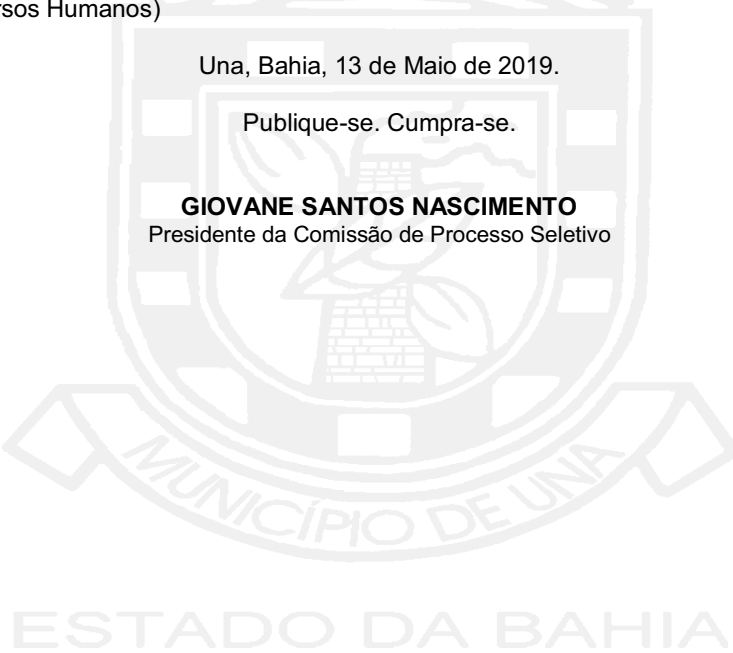 rsos Humanos)
Una, Bahia, 13 de Maio de 2019.
Publique-se. Cumpra-se.
GIOVANE SANTOS NASCIMENTO
Presidente da Comissão de Processo Seletivo
MUNICÍPIO DE UNA
ESTADO DA BAHIA